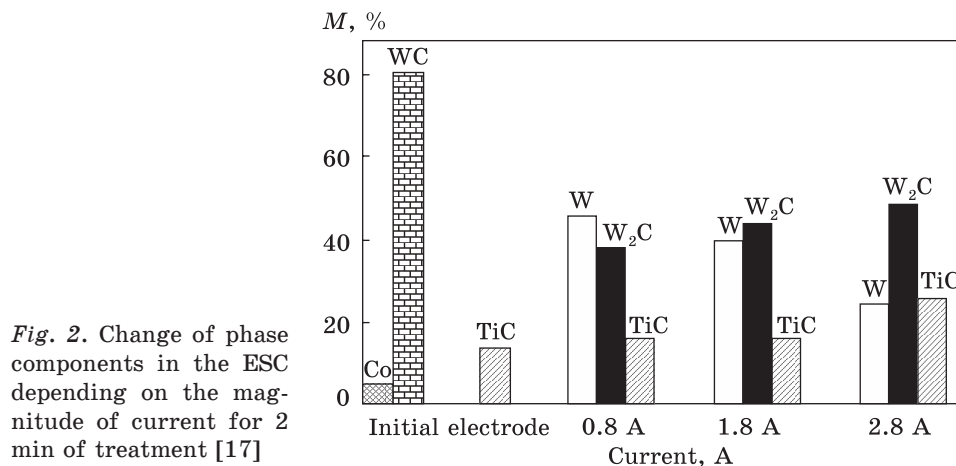 M, %
WC
80
60
W₂C
W
W₂C
W₂C
W
40
TiC
W
20
TiC
TiC
TiC
Co
0
Initial electrode 0.8 A 1.8 A 2.8 A
Current, A
Fig. 2. Change of phase
components in the ESC
depending on the mag-
nitude of current for 2
min of treatment [17]